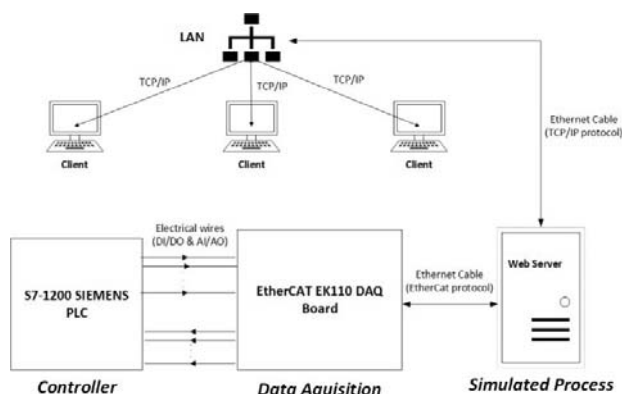 LAN
TCP/IP
TCP/IP
TCP/IP
Client
Client
Client
Ethernet Cable
(TCP/IP protocol)
Electrical wires
(DI/DO & AI/AO)
S7-1200 SIEMENS
PLC
EtherCAT EK110 DAQ
Board
Ethernet Cable
(EtherCat protocol)
Web Server
Controller
Data Aquisition
Simulated Process